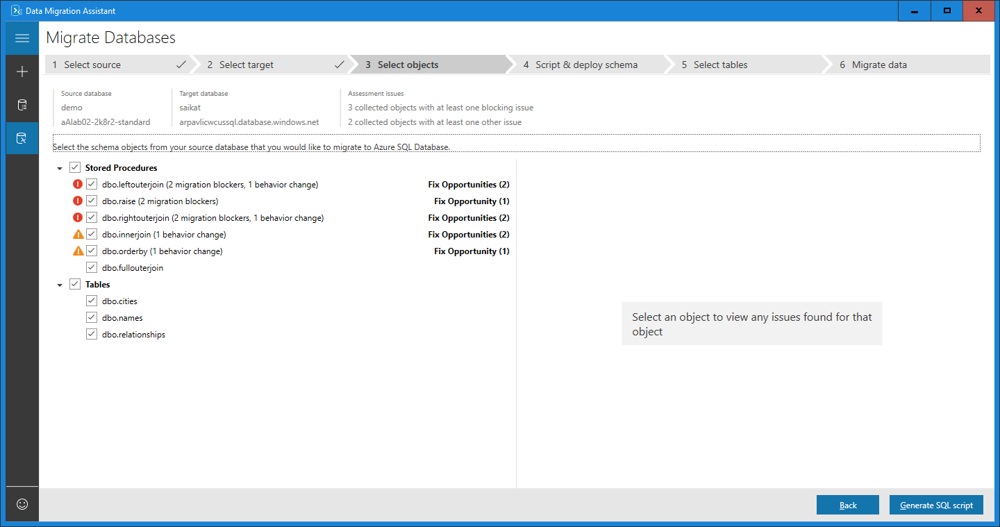 Data Migration Assistant
Migrate Databases
1 Select source
2 Select target
3 Select objects
4 Script & deploy schema
5 Select tables
6 Migrate data
Source database
demo
aAlab02-2k8r2-standard
Target database
saikat
arpavlicwcussql.database.windows.net
Assessment issues
3 collected objects with at least one blocking issue
2 collected objects with at least one other issue
Select the schema objects from your source database that you would like to migrate to Azure SQL Database.
Stored Procedures
dbo.leftouterjoin (2 migration blockers, 1 behavior change) Fix Opportunities (2)
dbo.raise (2 migration blockers) Fix Opportunity (1)
dbo.rightouterjoin (2 migration blockers, 1 behavior change) Fix Opportunities (2)
dbo.innerjoin (1 behavior change) Fix Opportunities (2)
dbo.orderby (1 behavior change) Fix Opportunity (1)
dbo.fullouterjoin
Tables
dbo.cities
dbo.names
dbo.relationships
Select an object to view any issues found for that
object
Back
Generate SQL script